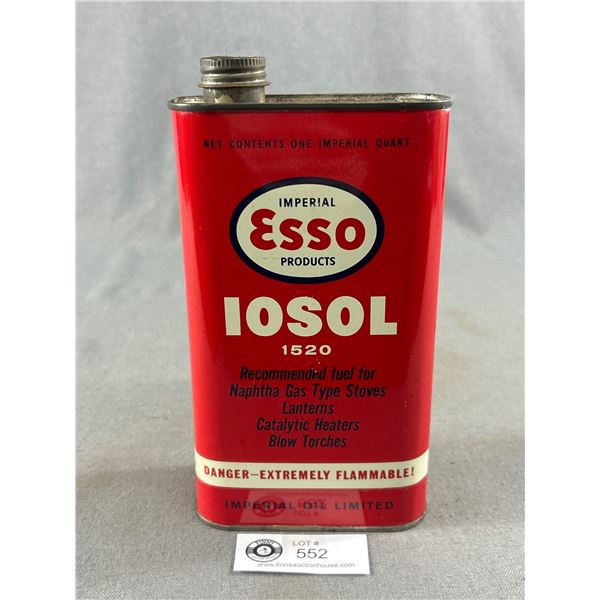 NET CONTENTS ONE IMPERIAL QUART
IMPERIAL
Esso
PRODUCTS
IOSOL
1520
Recommended fuel for
Naphtha Gas Type Stoves
Lanterns
Catalytic Heaters
Blow Torches
DANGER—EXTREMELY FLAMMABLE!
IMPERIAL OIL LIMITED
LOT #
552
www.finnsauctionhouse.com